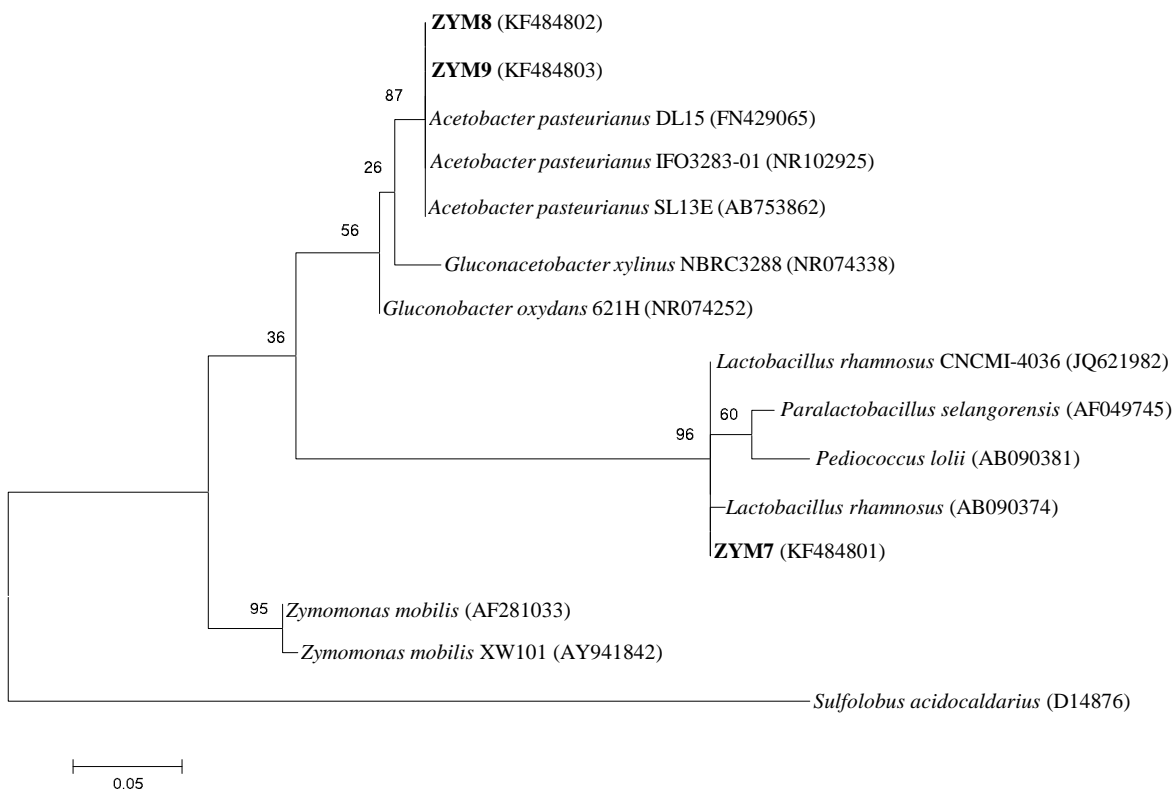 ZYM8 (KF484802)
ZYM9 (KF484803)
87
Acetobacter pasteurianus DL15 (FN429065)
Acetobacter pasteurianus IFO3283-01 (NR102925)
26
Acetobacter pasteurianus SL13E (AB753862)
56
Gluconacetobacter xylinus NBRC3288 (NR074338)
Gluconobacter oxydans 621H (NR074252)
36
Lactobacillus rhamnosus CNCMI-4036 (JQ621982)
60
Paralactobacillus selangorensis (AF049745)
96
Pediococcus lolii (AB090381)
Lactobacillus rhamnosus (AB090374)
ZYM7 (KF484801)
95
Zymomonas mobilis (AF281033)
Zymomonas mobilis XW101 (AY941842)
Sulfolobus acidocaldarius (D14876)
0.05